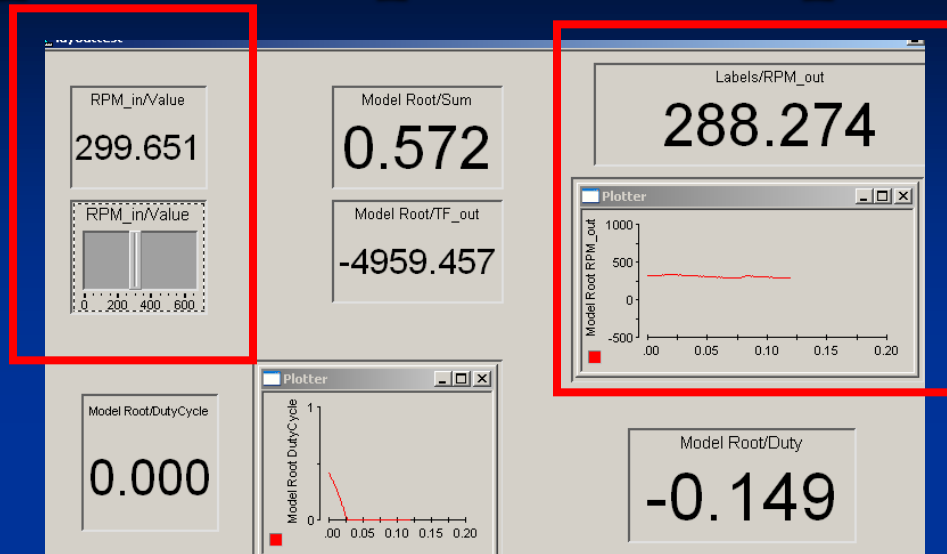 RPM_in/Value
299.651
RPM_in/Value
0 200 400 600
Model Root/Sum
0.572
Model Root/TF_out
-4959.457
Labels/RPM_out
288.274
Plotter
Model Root RPM_out
1000
500
0
-500
.00 0.05 0.10 0.15 0.20
Model Root/DutyCycle
0.000
Plotter
Model Root DutyCycle
1
0
.00 0.05 0.10 0.15 0.20
Model Root/Duty
-0.149